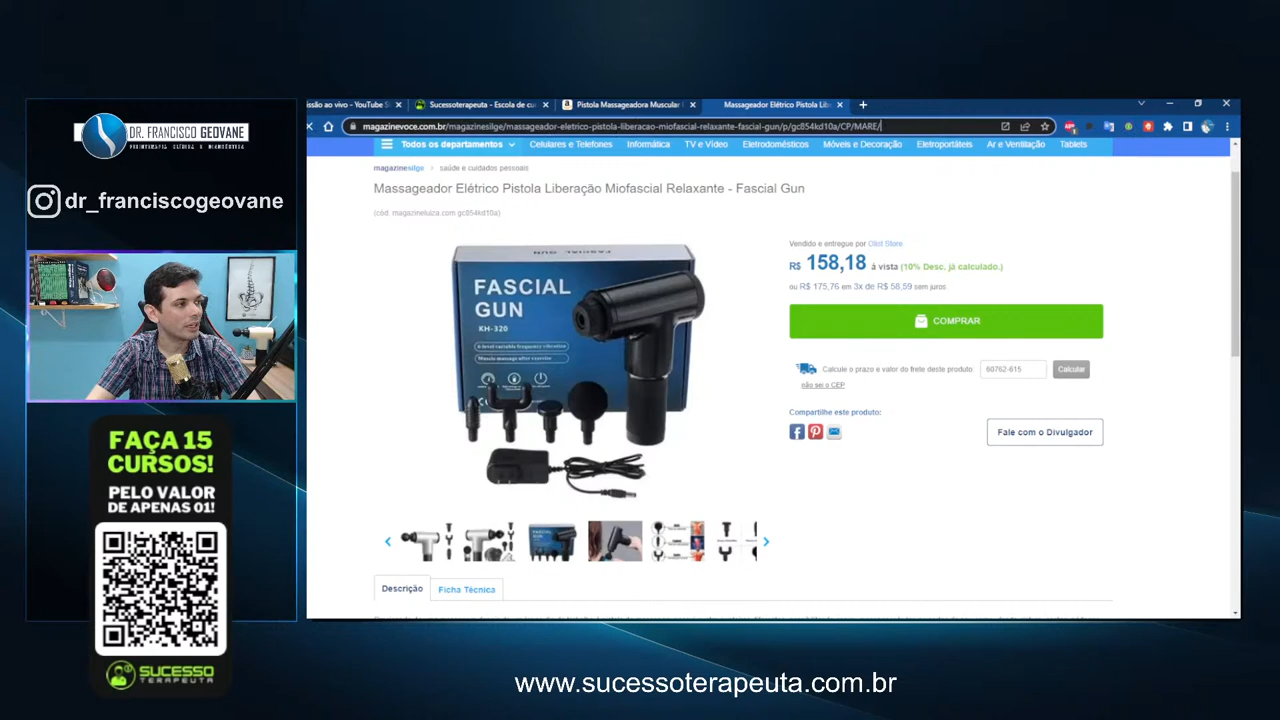 DR. FRANCISCO GEOVANE
dr_franciscogeovane
FAÇA 15
CURSOS!
PELO VALOR
DE APENAS 01!
SUCESSO
TERAPEUTA
Sucessoterapeuta - Escola de cu
Pistola Massageadora Muscular
Massageador Elétrico Pistola Lib
magazinevoce.com.br/magazinesilge/massageador-eletrico-pistola-liberacao-miofascial-relaxante-fascial-gun/p/gc854kd10a/CP/MARE/
Todos os departamentos
Celulares e Telefones
Informática
TV e Vídeo
Eletrodomésticos
Móveis e Decoração
Eletroportáteis
Ar e Ventilação
Tablets
magazinesilge > saúde e cuidados pessoais
Massageador Elétrico Pistola Liberação Miofascial Relaxante - Fascial Gun
(cód. magazineluiza.com gc854kd10a)
FASCIAL
GUN
KH-320
Vendido e entregue por Olist Store
R$ 158,18 à vista (10% Desc. já calculado.)
ou R$ 175,76 em 3x de R$ 58,59 sem juros
COMPRAR
Calcule o prazo e valor do frete deste produto. 60762-615 Calcular
não sei o CEP
Compartilhe este produto:
Fale com o Divulgador
Descrição
Ficha Técnica
www.sucessoterapeuta.com.br